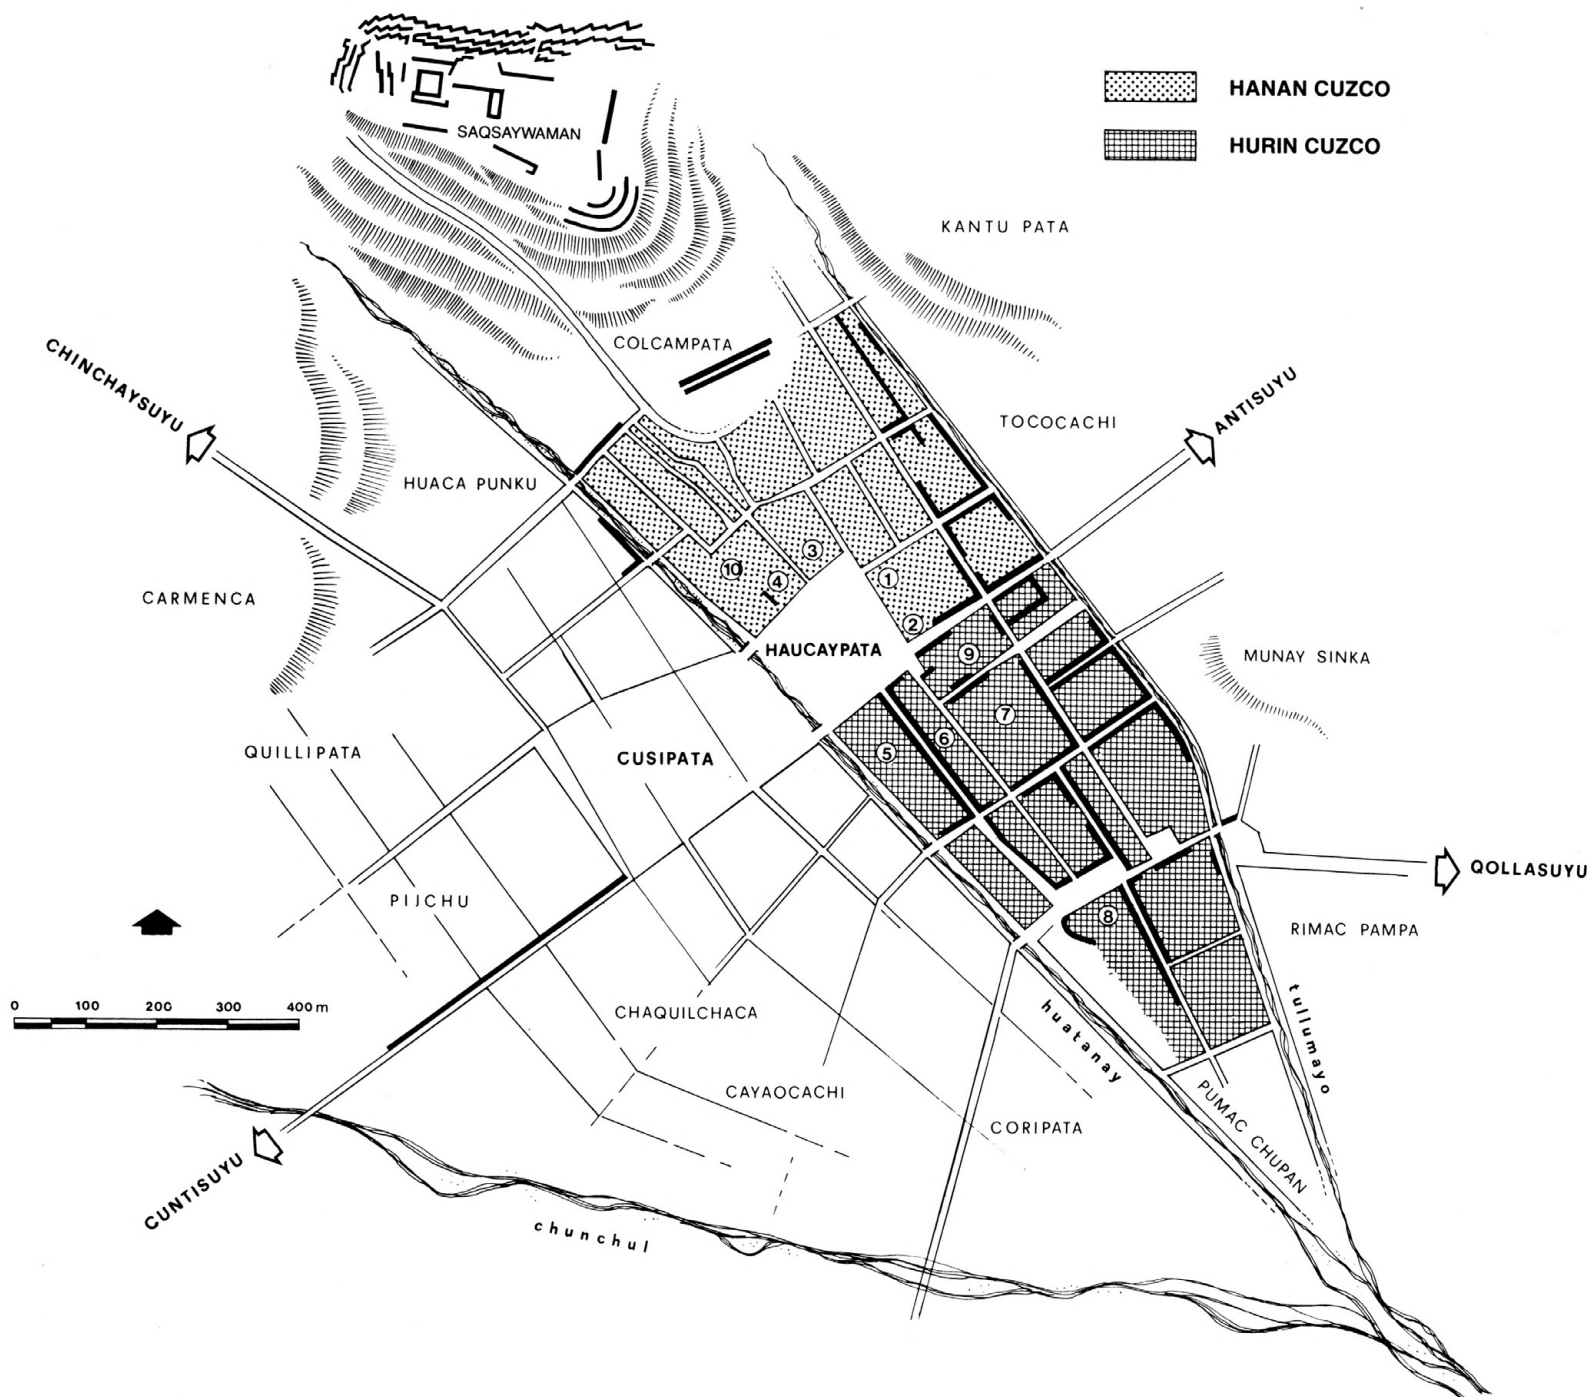 HANAN CUZCO
HURIN CUZCO
SAQSAYWAMAN
KANTU PATA
COLCAMPATA
CHINCHAYSUYU
ANTISUYU
TOCOCACHI
HUACA PUNKU
CARMENCA
10
4
3
1
2
HAUCAYPATA
9
MUNAY SINKA
QUILLIPATA
CUSIPATA
5
6
7
QOLLASUYU
PIJCHU
8
RIMAC PAMPA
0 100 200 300 400 m
CHAQUILCHACA
huatanay
tullumayo
CAYAOCACHI
CORIPATA
PUMAC CHUPAN
CUNTISUYU
chunchul